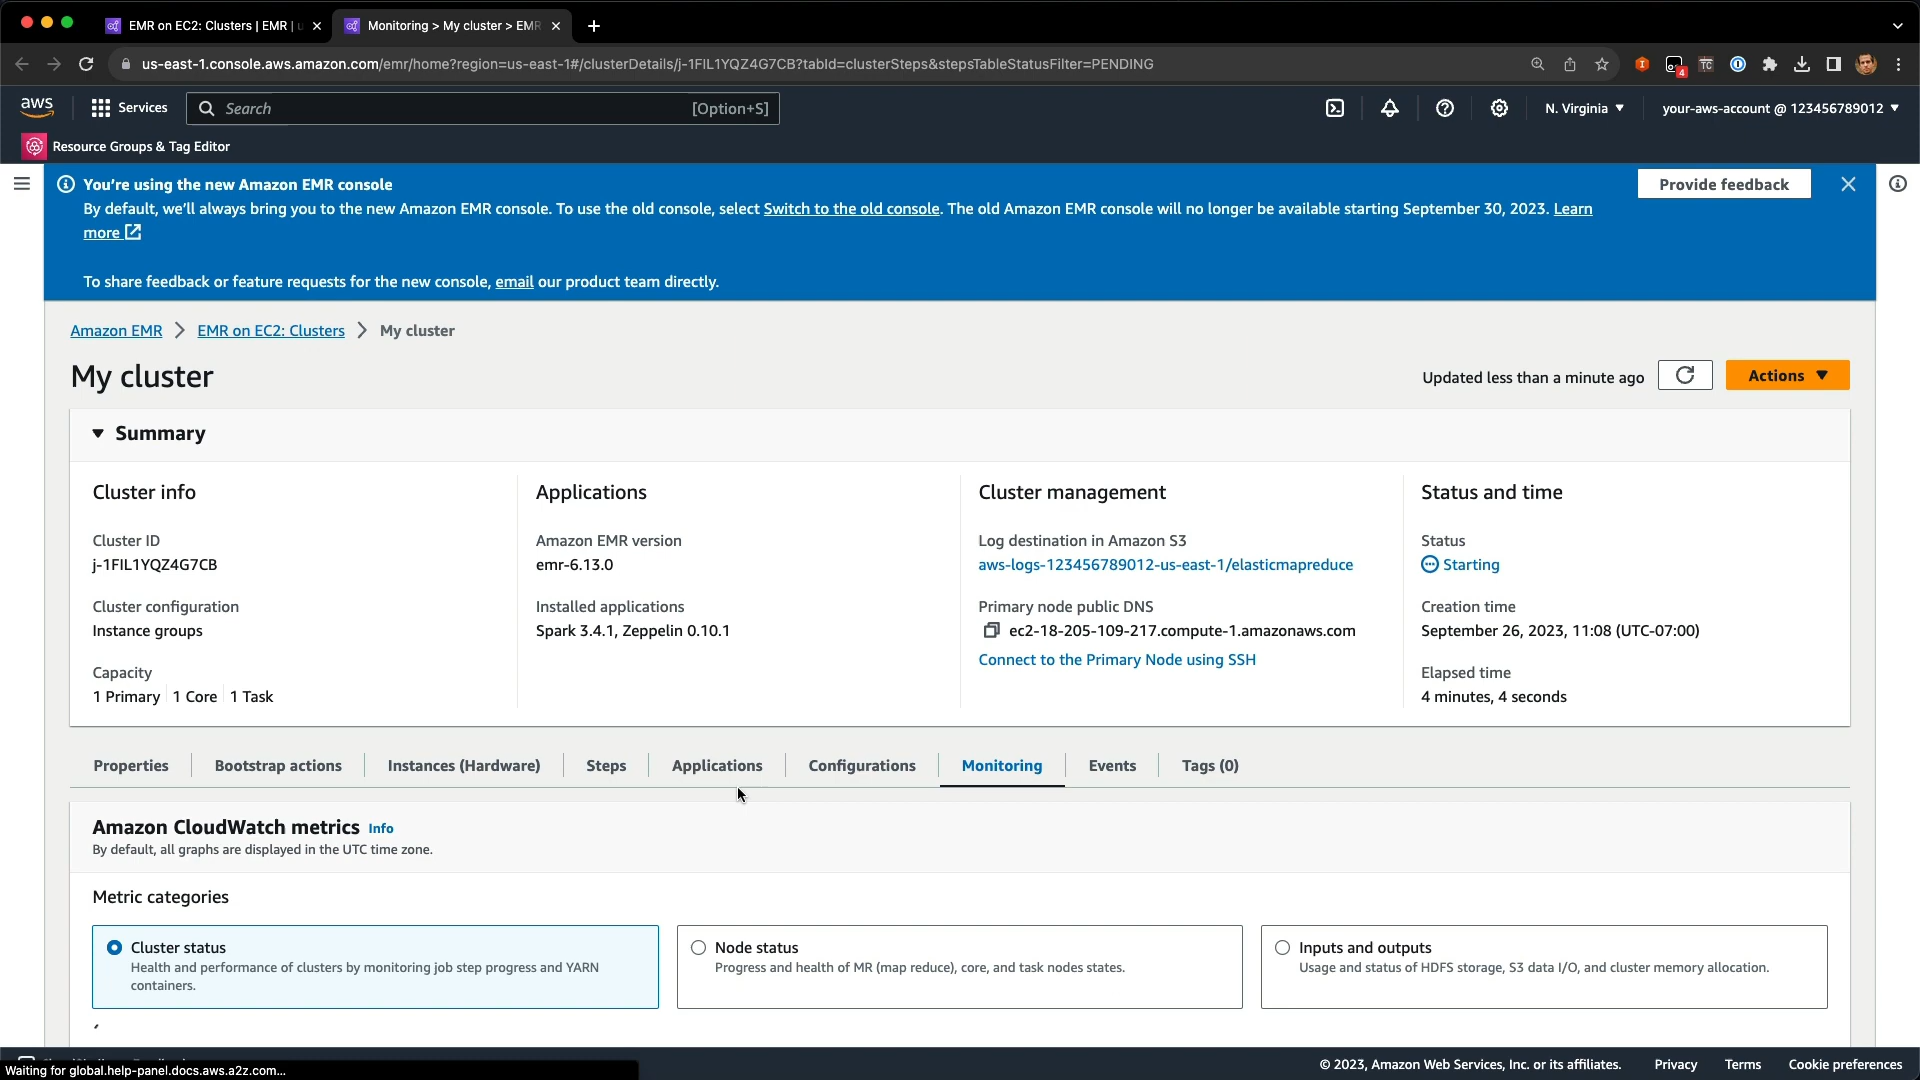 EMR on EC2: Clusters | EMR |
Monitoring > My cluster > EMR
us-east-1.console.aws.amazon.com/emr/home?region=us-east-1#/clusterDetails/j-1FIL1YQZ4G7CB?tabId=clusterSteps&stepsTableStatusFilter=PENDING
4
TC
aws
Services
Search
[Option+S]
N. Virginia
your-aws-account @ 123456789012
Resource Groups & Tag Editor
You're using the new Amazon EMR console
Provide feedback
By default, we'll always bring you to the new Amazon EMR console. To use the old console, select Switch to the old console. The old Amazon EMR console will no longer be available starting September 30, 2023. Learn
more
To share feedback or feature requests for the new console, email our product team directly.
Amazon EMR
EMR on EC2: Clusters
My cluster
My cluster
Updated less than a minute ago
Actions
Summary
Cluster info
Cluster ID
j-1FIL1YQZ4G7CB
Cluster configuration
Instance groups
Capacity
1 Primary
1 Core
1 Task
Applications
Amazon EMR version
emr-6.13.0
Installed applications
Spark 3.4.1, Zeppelin 0.10.1
Cluster management
Log destination in Amazon S3
aws-logs-123456789012-us-east-1/elasticmapreduce
Primary node public DNS
ec2-18-205-109-217.compute-1.amazonaws.com
Connect to the Primary Node using SSH
Status and time
Status
Starting
Creation time
September 26, 2023, 11:08 (UTC-07:00)
Elapsed time
4 minutes, 4 seconds
Properties
Bootstrap actions
Instances (Hardware)
Steps
Applications
Configurations
Monitoring
Events
Tags (0)
Amazon CloudWatch metrics Info
By default, all graphs are displayed in the UTC time zone.
Metric categories
Cluster status
Health and performance of clusters by monitoring job step progress and YARN
containers.
Node status
Progress and health of MR (map reduce), core, and task nodes states.
Inputs and outputs
Usage and status of HDFS storage, S3 data I/O, and cluster memory allocation.
Waiting for global.help-panel.docs.aws.a2z.com...
© 2023, Amazon Web Services, Inc. or its affiliates.
Privacy
Terms
Cookie preferences